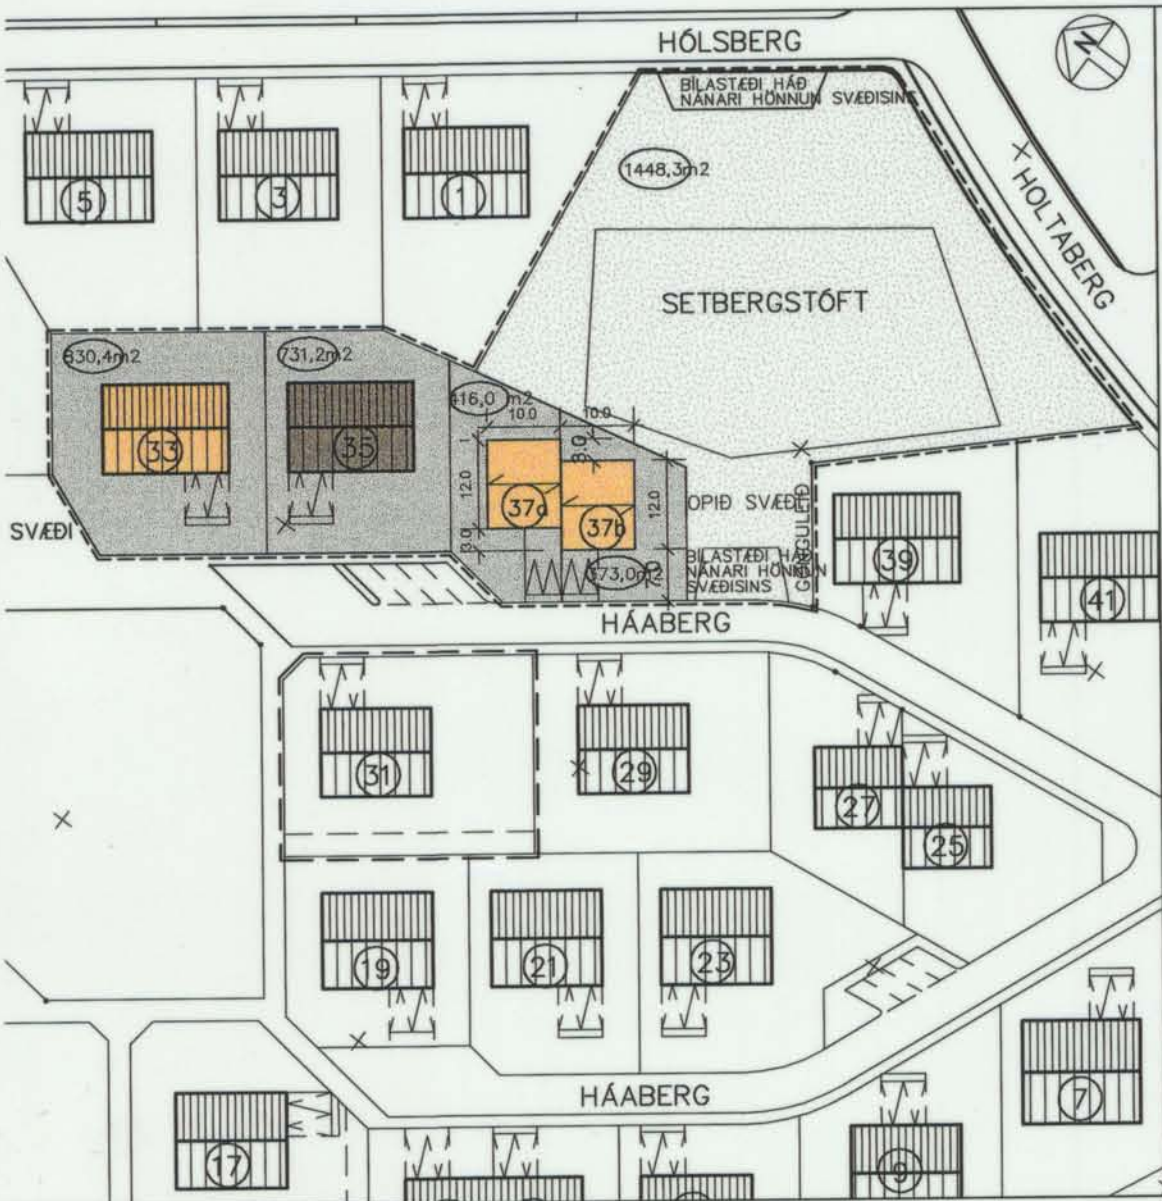 HÓLSBERG
N
BÍLASTÆÐI HÁÐ
NÁNARI HÖNNUN SVÆÐISINS
1448,3m2
HOLTABERG
5
3
1
SETBERGSTÓFT
830,4m2
731,2m2
416,0 m2
10.0
10.0
3.0
33
35
12.0
37a
37b
12.0
3.0
OPIÐ SVÆÐI
GÖNGULEIÐ
SVÆÐI
BÍLASTÆÐI HÁÐ
NÁNARI HÖNNUN
SVÆÐISINS
373,0m2
7.0
39
41
HÁABERG
31
29
27
25
19
21
23
HÁABERG
7
17
9